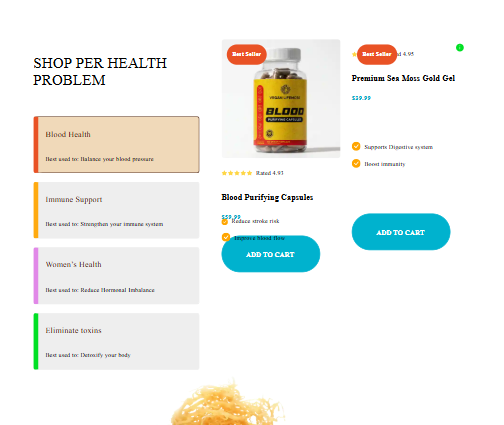 SHOP PER HEALTH
PROBLEM
Blood Health
Best used to: Balance your blood pressure
Immune Support
Best used to: Strengthen your immune system
Women's Health
Best used to: Reduce Hormonal Imbalance
Eliminate toxins
Best used to: Detoxify your body
Best Seller
VEGAN LIFEMATE
BLOOD
PURIFYING CAPSULES
Rated 4.93
Blood Purifying Capsules
$59.99
Reduce stroke risk
Improve blood flow
ADD TO CART
Best Seller
4.95
Premium Sea Moss Gold Gel
$59.99
Supports Digestive system
Boost immunity
ADD TO CART